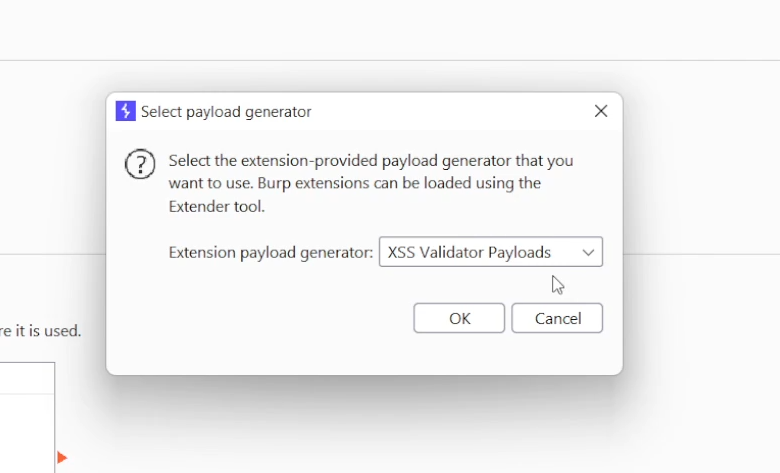 Select payload generator
Select the extension-provided payload generator that you
want to use. Burp extensions can be loaded using the
Extender tool.
Extension payload generator: XSS Validator Payloads
OK Cancel
re it is used.